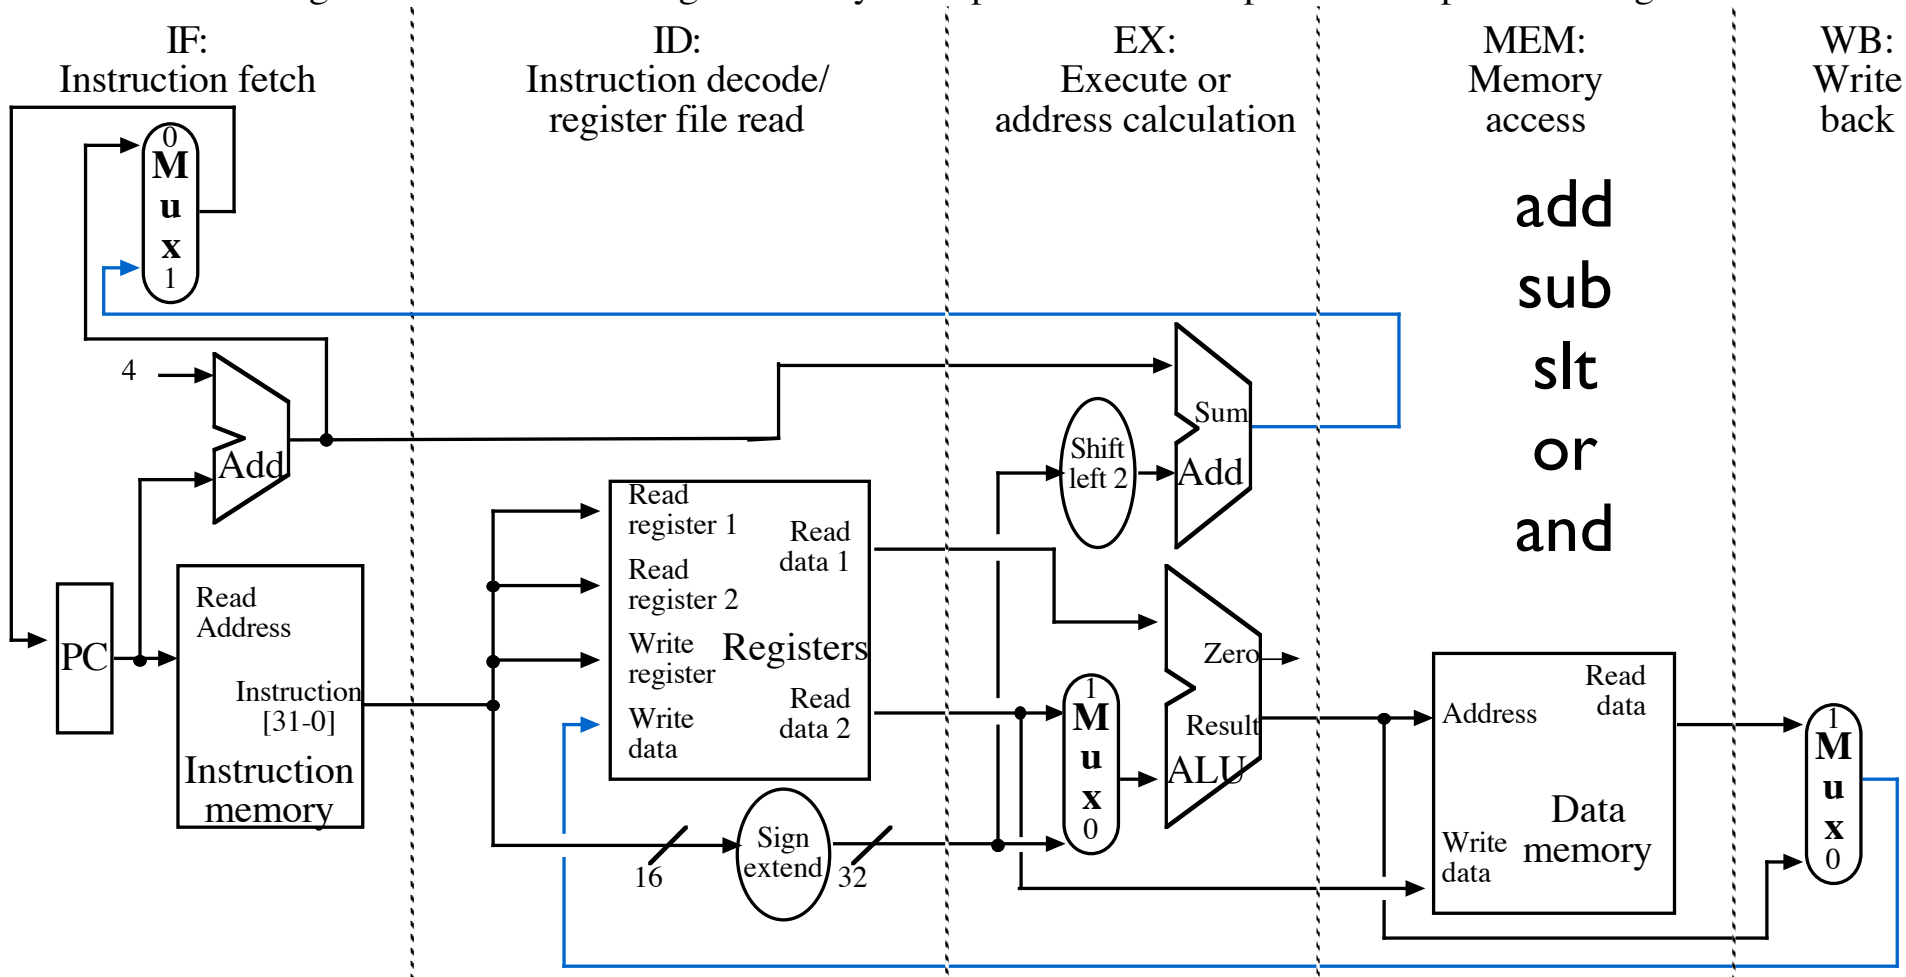 IF:
Instruction fetch
ID:
Instruction decode/
register file read
EX:
Execute or
address calculation
MEM:
Memory
access
WB:
Write
back
0
M
u
x
1
add
sub
slt
or
and
4
Add
Sum
Add
Shift
left 2
PC
Read
Address
Instruction
[31-0]
Instruction
memory
Read
register 1
Read
register 2
Write
register
Write
data
Registers
Read
data 1
Read
data 2
16
Sign
extend
32
1
M
u
x
0
Zero
Result
ALU
Address
Read
data
Write
data
Data
memory
1
M
u
x
0